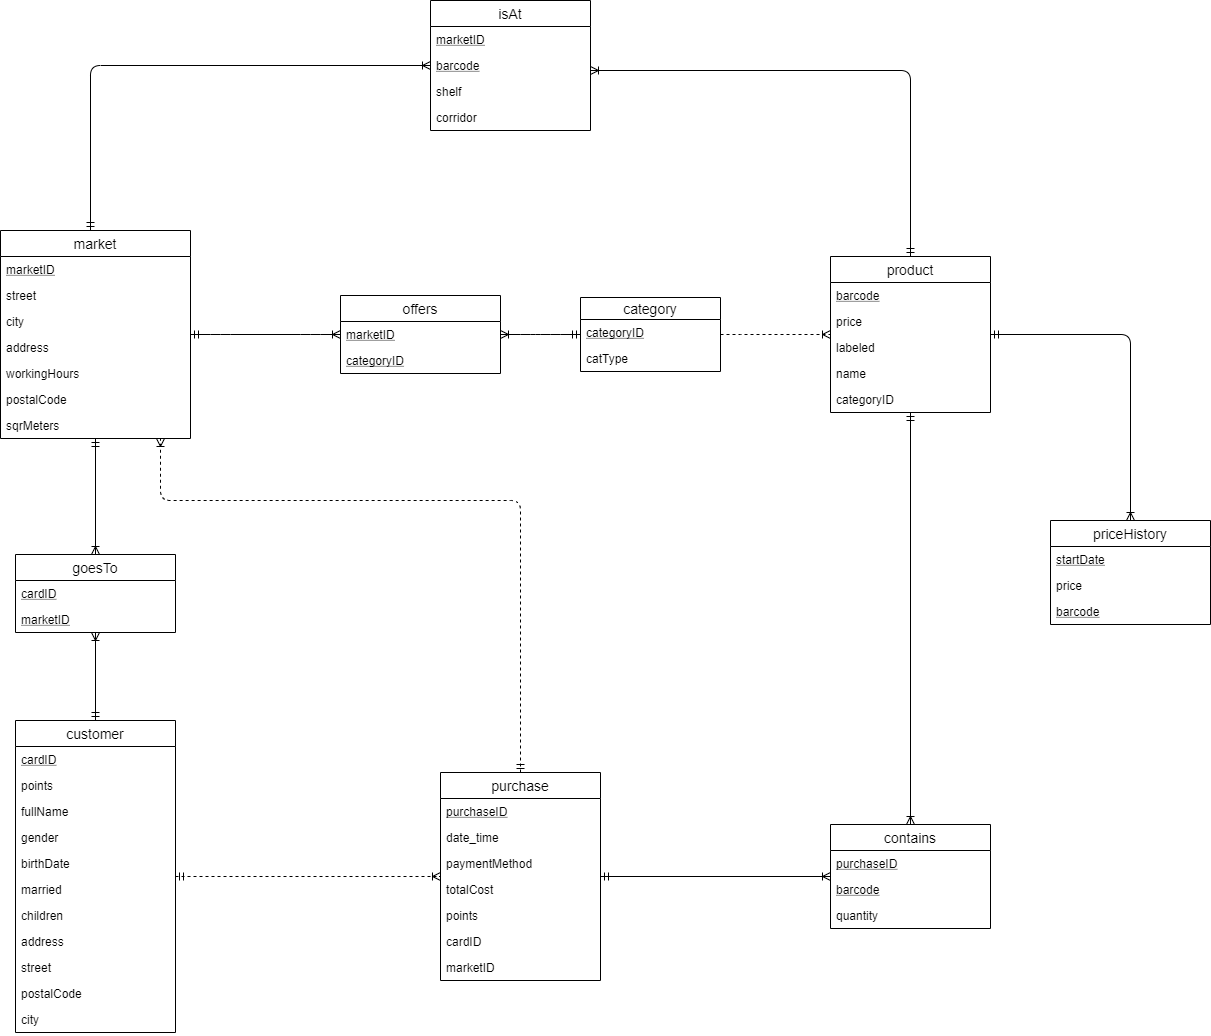 isAt
marketID
barcode
shelf
corridor
market
marketID
street
city
address
workingHours
postalCode
sqrMeters
offers
marketID
categoryID
category
categoryID
catType
product
barcode
price
labeled
name
categoryID
priceHistory
startDate
price
barcode
goesTo
cardID
marketID
customer
cardID
points
fullName
gender
birthDate
married
children
address
street
postalCode
city
purchase
purchaseID
date_time
paymentMethod
totalCost
points
cardID
marketID
contains
purchaseID
barcode
quantity